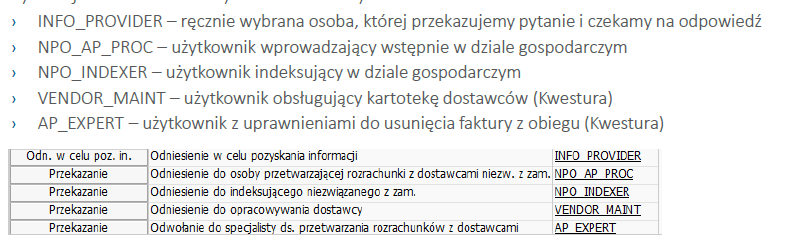 › INFO_PROVIDER – ręcznie wybrana osoba, której przekazujemy pytanie i czekamy na odpowiedź
› NPO_AP_PROC – użytkownik wprowadzający wstępnie w dziale gospodarczym
› NPO_INDEXER – użytkownik indeksujący w dziale gospodarczym
› VENDOR_MAINT – użytkownik obsługujący kartotekę dostawców (Kwestura)
› AP_EXPERT – użytkownik z uprawnieniami do usunięcia faktury z obiegu (Kwestura)
Odn. w celu poz. in. Odniesienie w celu pozyskania informacji INFO_PROVIDER
Przekazanie Odniesienie do osoby przetwarzającej rozrachunki z dostawcami niezw. z zam. NPO_AP_PROC
Przekazanie Odniesienie do indeksującego niezwiązanego z zam. NPO_INDEXER
Przekazanie Odniesienie do opracowywania dostawcy VENDOR_MAINT
Przekazanie Odwołanie do specjalisty ds. przetwarzania rozrachunków z dostawcami AP_EXPERT